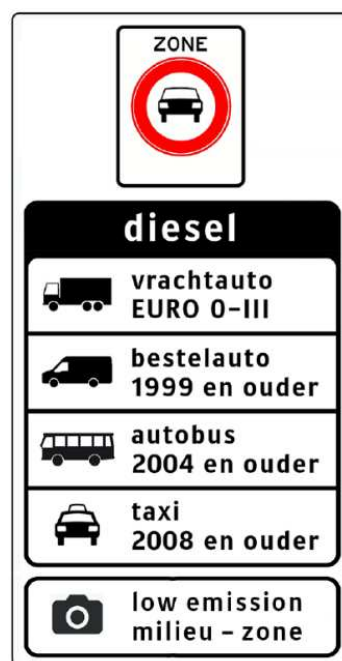 ZONE
diesel
vrachtauto
EURO 0-III
bestelauto
1999 en ouder
autobus
2004 en ouder
taxi
2008 en ouder
low emission
milieu - zone